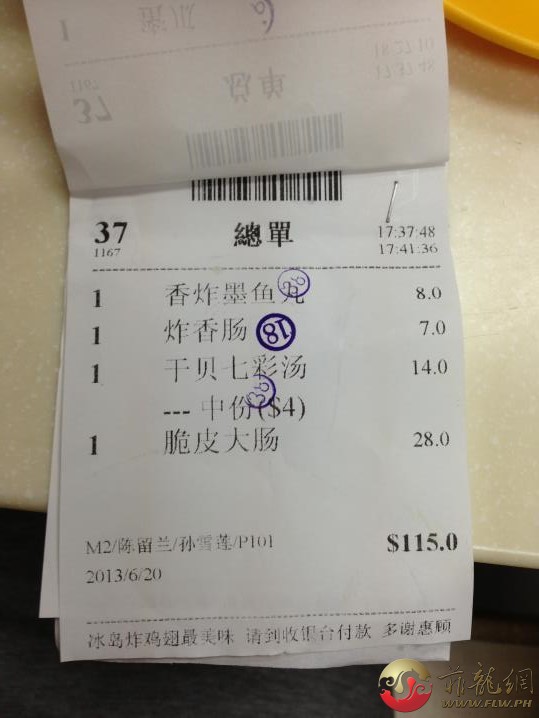 37 總單 17:37:48
1167 17:41:36
1 香炸墨鱼丸 8.0
1 炸香肠 18 7.0
1 干贝七彩汤 14.0
--- 中份($4)
1 脆皮大肠 28.0
M2/陈留兰/孙雪莲/P101 $115.0
2013/6/20
冰岛炸鸡翅最美味 请到收银台付款 多谢惠顾
菲龍網
WWW.FLW.PH